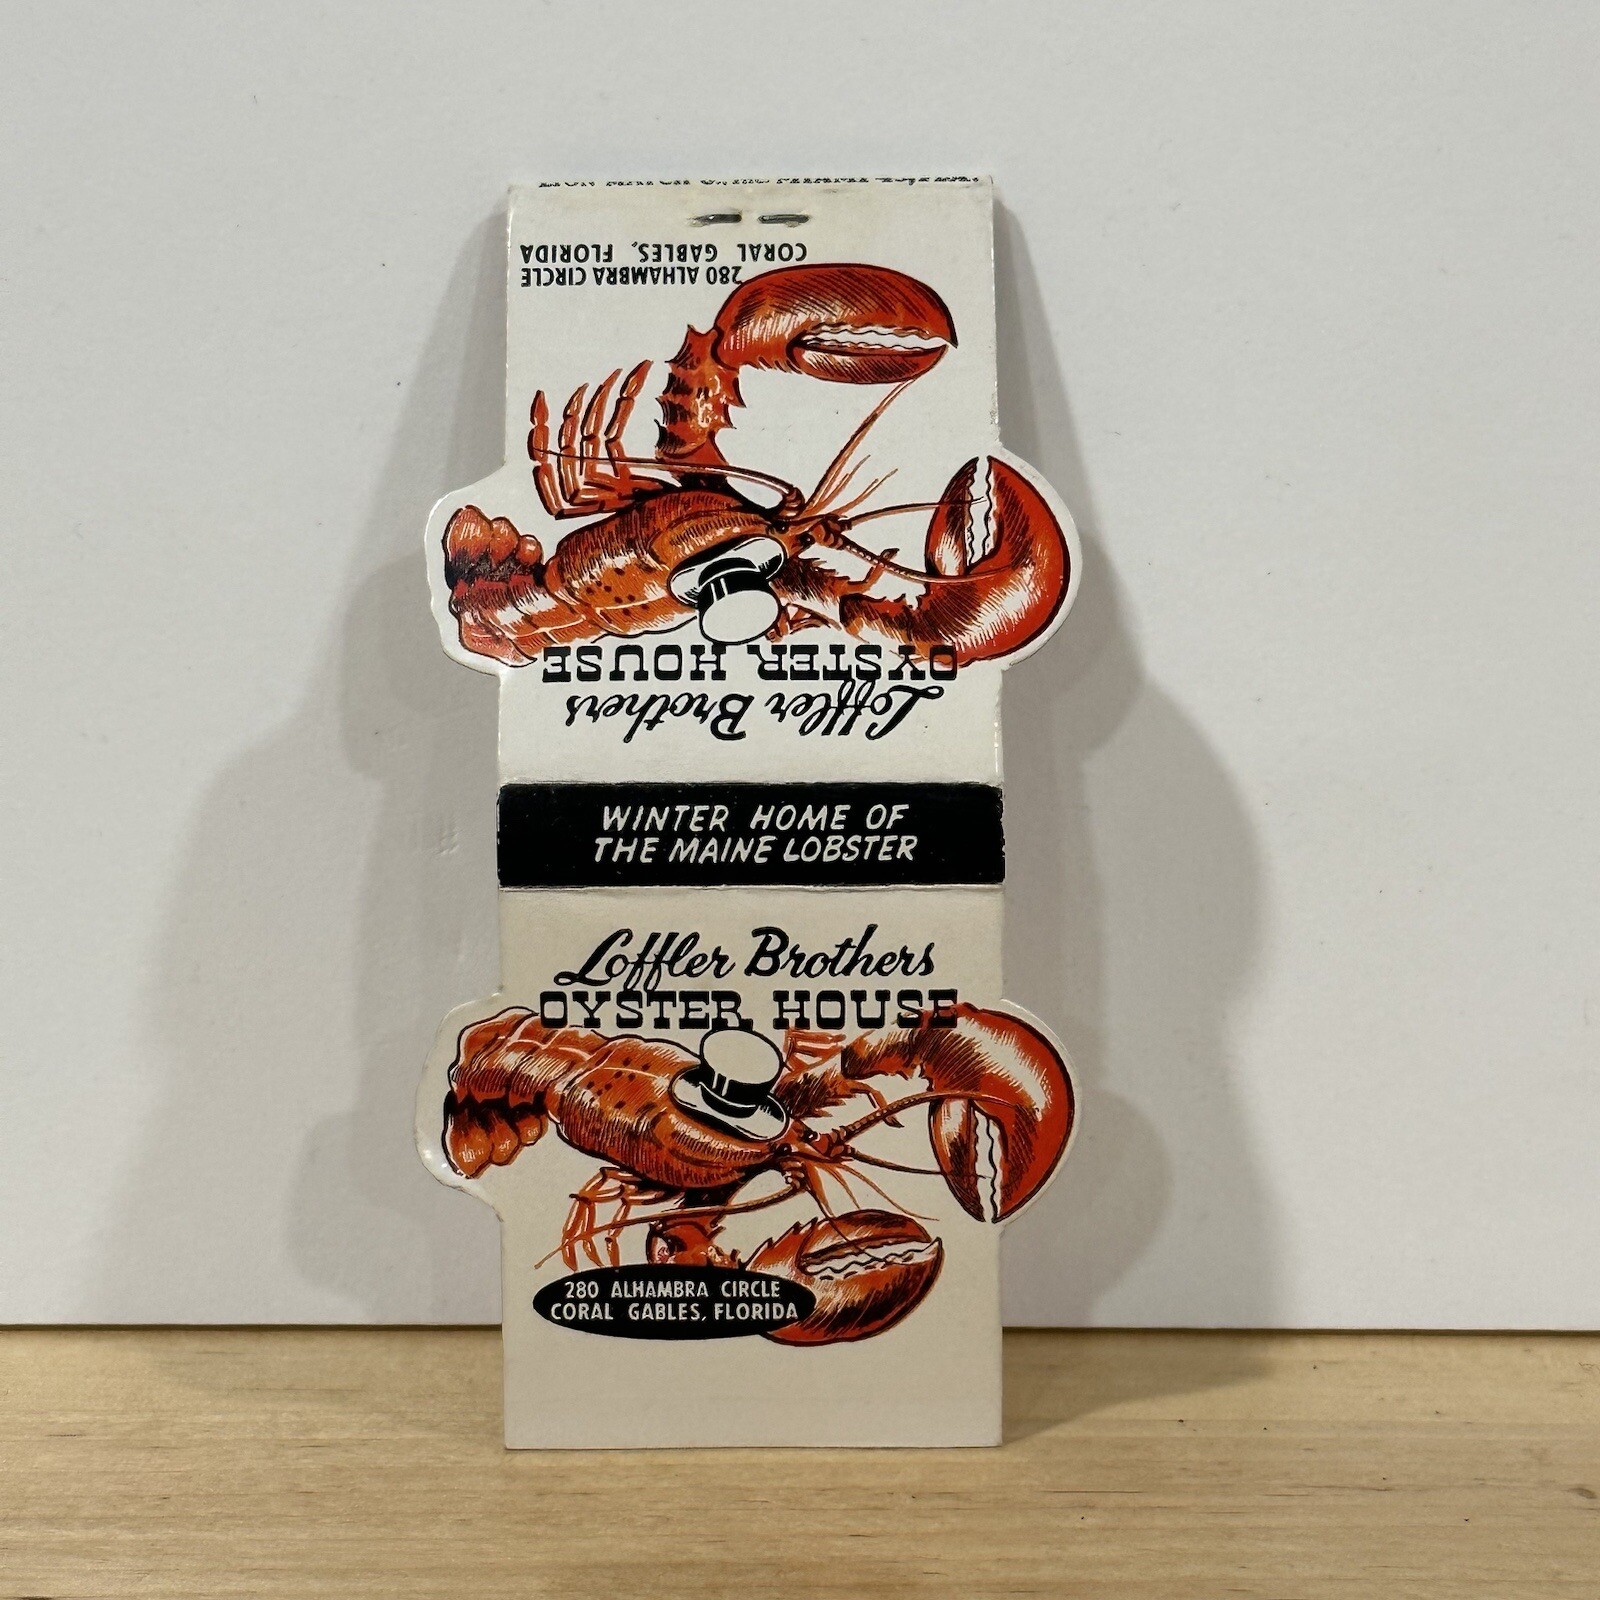 280 ALHAMBRA CIRCLE
CORAL GABLES, FLORIDA
Loffler Brothers
OYSTER HOUSE
WINTER HOME OF
THE MAINE LOBSTER
Loffler Brothers
OYSTER HOUSE
280 ALHAMBRA CIRCLE
CORAL GABLES, FLORIDA